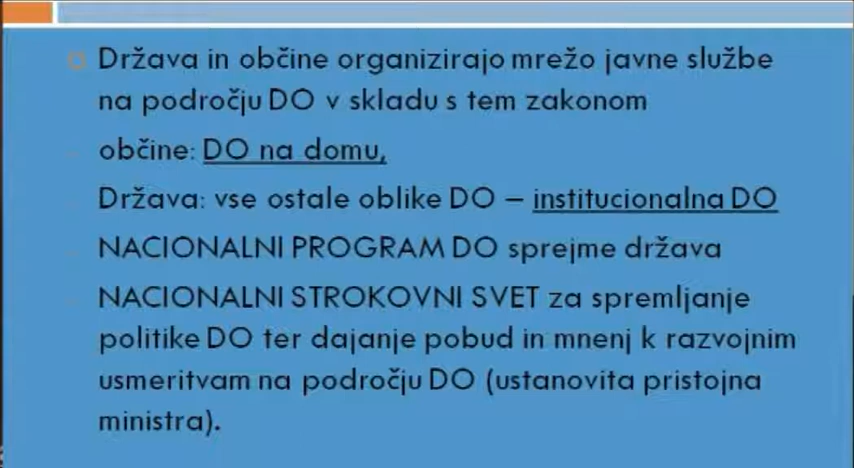 Država in občine organizirajo mrežo javne službe
na področju DO v skladu s tem zakonom
občine: DO na domu,
Država: vse ostale oblike DO – institucionalna DO
NACIONALNI PROGRAM DO sprejme država
NACIONALNI STROKOVNI SVET za spremljanje
politike DO ter dajanje pobud in mnenj k razvojnim
usmeritvam na področju DO (ustanovita pristojna
ministra).